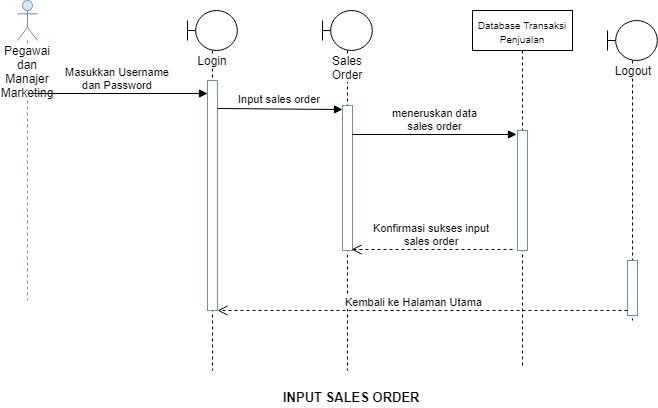 Pegawai
dan
Manajer
Marketing
Login
Sales
Order
Database Transaksi
Penjualan
Logout
Masukkan Username
dan Password
Input sales order
meneruskan data
sales order
Konfirmasi sukses input
sales order
Kembali ke Halaman Utama
INPUT SALES ORDER